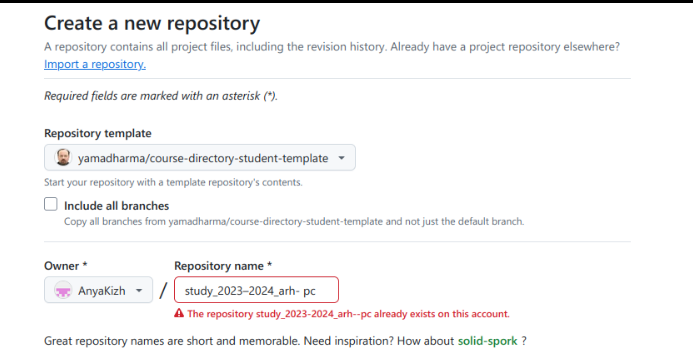 Create a new repository
A repository contains all project files, including the revision history. Already have a project repository elsewhere?
Import a repository.
Required fields are marked with an asterisk (*).
Repository template
yamadharma/course-directory-student-template
Start your repository with a template repository's contents.
Include all branches
Copy all branches from yamadharma/course-directory-student-template and not just the default branch.
Owner * Repository name *
AnyaKizh / study_2023–2024_arh- pc
The repository study_2023-2024_arh--pc already exists on this account.
Great repository names are short and memorable. Need inspiration? How about solid-spork ?